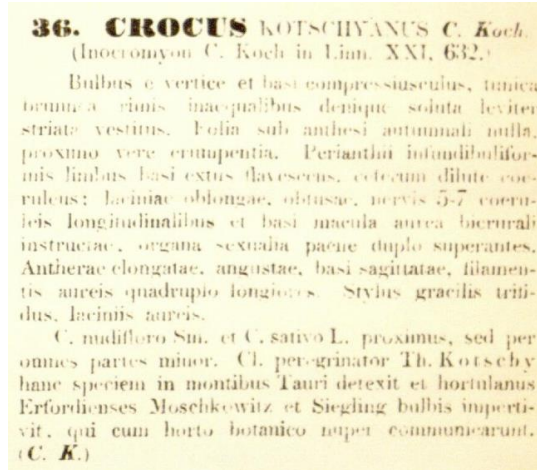 36. CROCUS KOTSCHYANUS C. Koch.
(Inocromyon C. Koch in Linn. XXI, 632.)
Bulbus e vertice et basi compressiusculus, tunica
brunnea rimis inaequalibus denique soluta leviter
striata vestitus. Folia sub anthesi autumnali nulla,
proximo vere erumpentia. Perianthii infundibulifor-
mis limbus basi extus flavescens, ceterum dilute coe-
ruleus; laciniae oblongae, obtusae, nervis 5-7 coeru-
leis longitudinalibus et basi macula aurea bicrurali
instructae, organa sexualia paene duplo superantes.
Antherae elongatae, angustae, basi sagittatae, filamen-
tis aureis quadruplo longiores. Stylus gracilis trifi-
dus, laciniis aureis.
C. nudifloro Sm. et C. sativo L. proximus, sed per
omnes partes minor. Cl. peregrinator Th. Kotschy
hanc speciem in montibus Tauri detexit et hortulanus
Erfordienses Moschkowitz et Siegling bulbis imperti-
vit, qui cum horto botanico nuper communicarunt.
(C. K.)